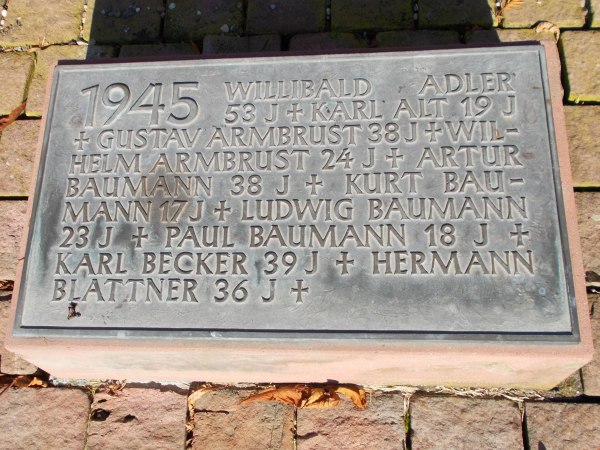 1945 WILLIBALD ADLER
53 J + KARL ALT 19 J
+ GUSTAV ARMBRUST 38 J + WIL-
HELM ARMBRUST 24 J + ARTUR
BAUMANN 38 J + KURT BAU-
MANN 17 J + LUDWIG BAUMANN
23 J + PAUL BAUMANN 18 J +
KARL BECKER 39 J + HERMANN
BLATTNER 36 J +